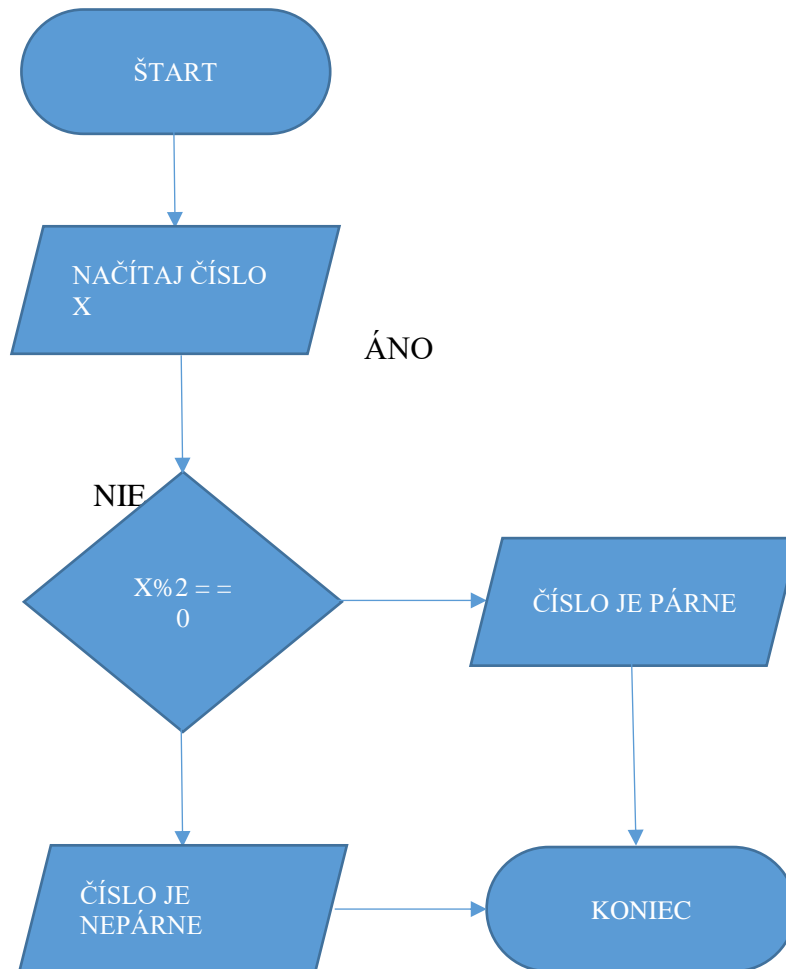 ŠTART
NAČÍTAJ ČÍSLO
X
ÁNO
NIE
X%2 = =
0
ČÍSLO JE PÁRNE
ČÍSLO JE
NEPÁRNE
KONIEC